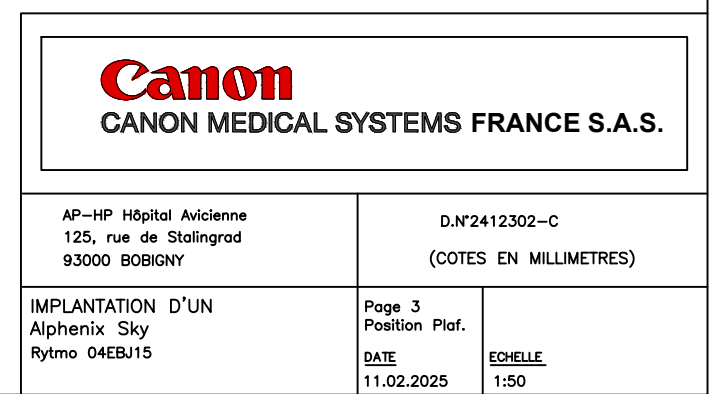 Canon
CANON MEDICAL SYSTEMS FRANCE S.A.S.
AP-HP Hôpital Avicienne
125, rue de Stalingrad
93000 BOBIGNY
D.N°2412302-C
(COTES EN MILLIMETRES)
IMPLANTATION D'UN
Alphenix Sky
Rytmo 04EBJ15
Page 3
Position Plaf.
DATE
11.02.2025
ECHELLE
1:50